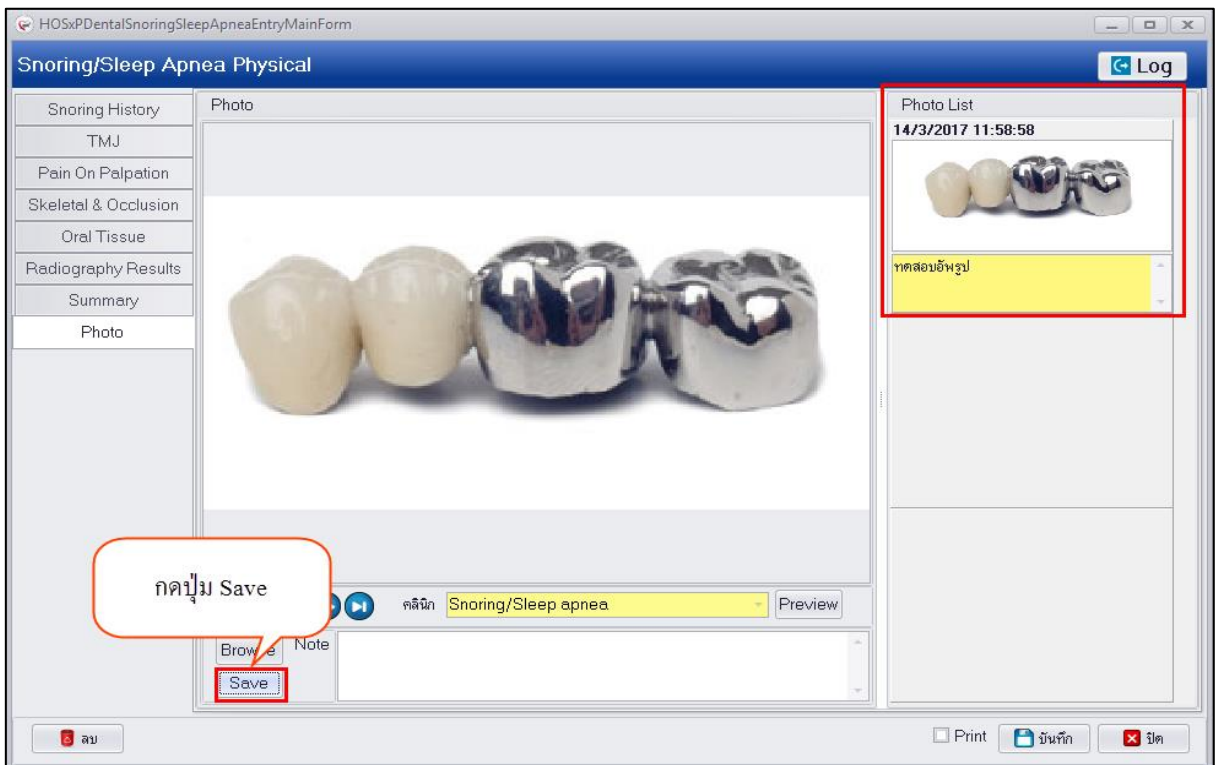 HOSxPDentalSnoringSleepApneaEntryMainForm
Snoring/Sleep Apnea Physical
Log
Snoring History
TMJ
Pain On Palpation
Skeletal & Occlusion
Oral Tissue
Radiography Results
Summary
Photo
Photo
Photo List
14/3/2017 11:58:58
ทดสอบอัพรูป
กดปุ่ม Save
คลินิก
Snoring/Sleep apnea
Preview
Note
Save
ลบ
Print
บันทึก
ปิด